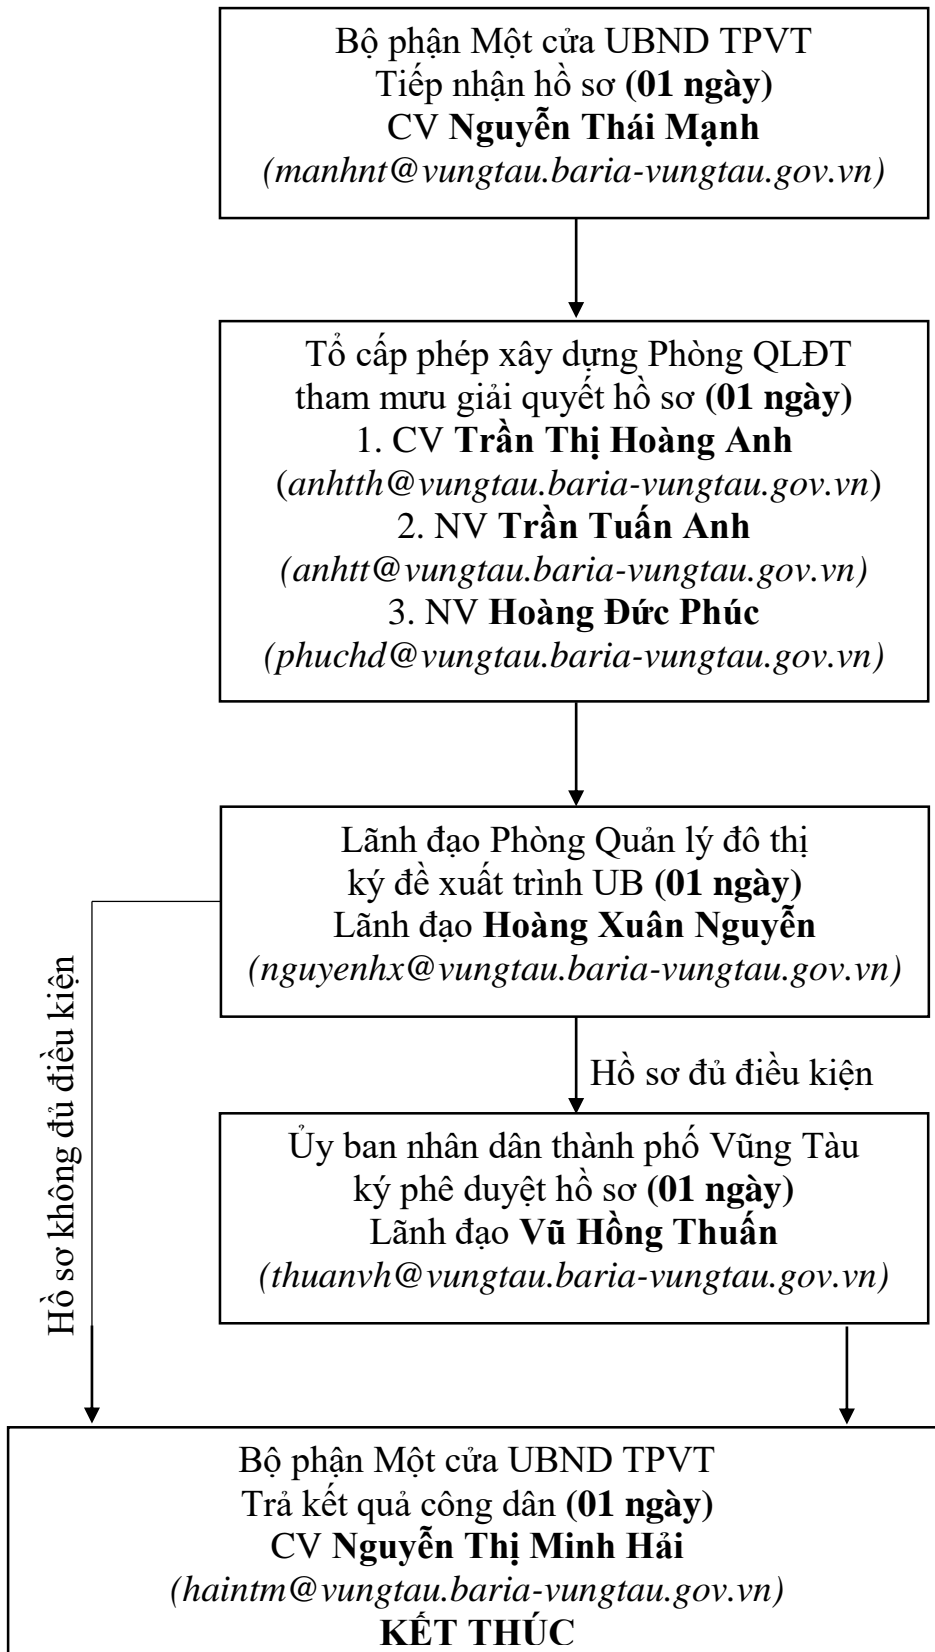 Bộ phận Một cửa UBND TPVT
Tiếp nhận hồ sơ (01 ngày)
CV Nguyễn Thái Mạnh
(manhnt@vungtau.baria-vungtau.gov.vn)
Tổ cấp phép xây dựng Phòng QLĐT
tham mưu giải quyết hồ sơ (01 ngày)
1. CV Trần Thị Hoàng Anh
(anhtth@vungtau.baria-vungtau.gov.vn)
2. NV Trần Tuấn Anh
(anhtt@vungtau.baria-vungtau.gov.vn)
3. NV Hoàng Đức Phúc
(phuchd@vungtau.baria-vungtau.gov.vn)
Lãnh đạo Phòng Quản lý đô thị
ký đề xuất trình UB (01 ngày)
Lãnh đạo Hoàng Xuân Nguyễn
(nguyenhx@vungtau.baria-vungtau.gov.vn)
Hồ sơ không đủ điều kiện
Hồ sơ đủ điều kiện
Ủy ban nhân dân thành phố Vũng Tàu
ký phê duyệt hồ sơ (01 ngày)
Lãnh đạo Vũ Hồng Thuấn
(thuanvh@vungtau.baria-vungtau.gov.vn)
Bộ phận Một cửa UBND TPVT
Trả kết quả công dân (01 ngày)
CV Nguyễn Thị Minh Hải
(haintm@vungtau.baria-vungtau.gov.vn)
KẾT THÚC